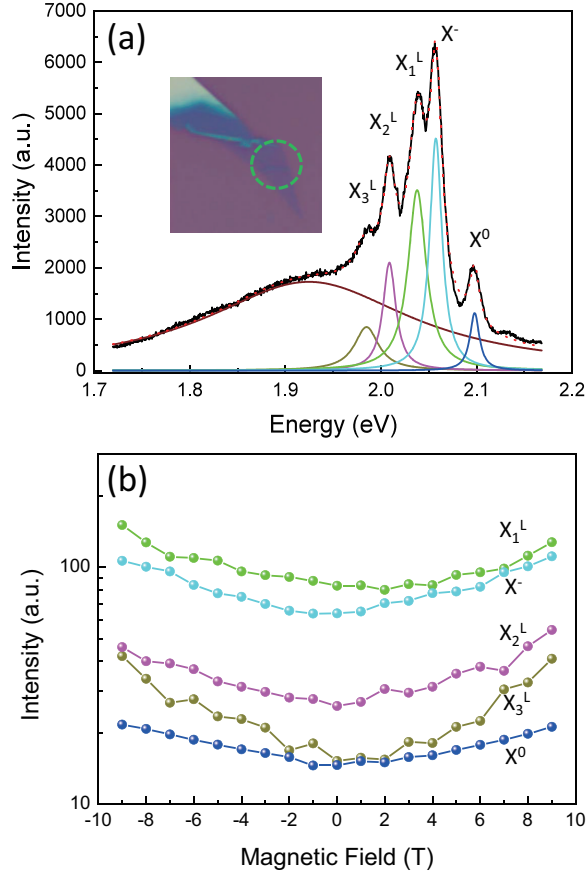 (a)
7000
6000
5000
4000
3000
2000
1000
0
Intensity (a.u.)
X₃ᴸ
X₂ᴸ
X₁ᴸ
X⁻
X⁰
1.7 1.8 1.9 2.0 2.1 2.2
Energy (eV)
(b)
100
10
Intensity (a.u.)
X₁ᴸ
X⁻
X₂ᴸ
X₃ᴸ
X⁰
-10 -8 -6 -4 -2 0 2 4 6 8 10
Magnetic Field (T)